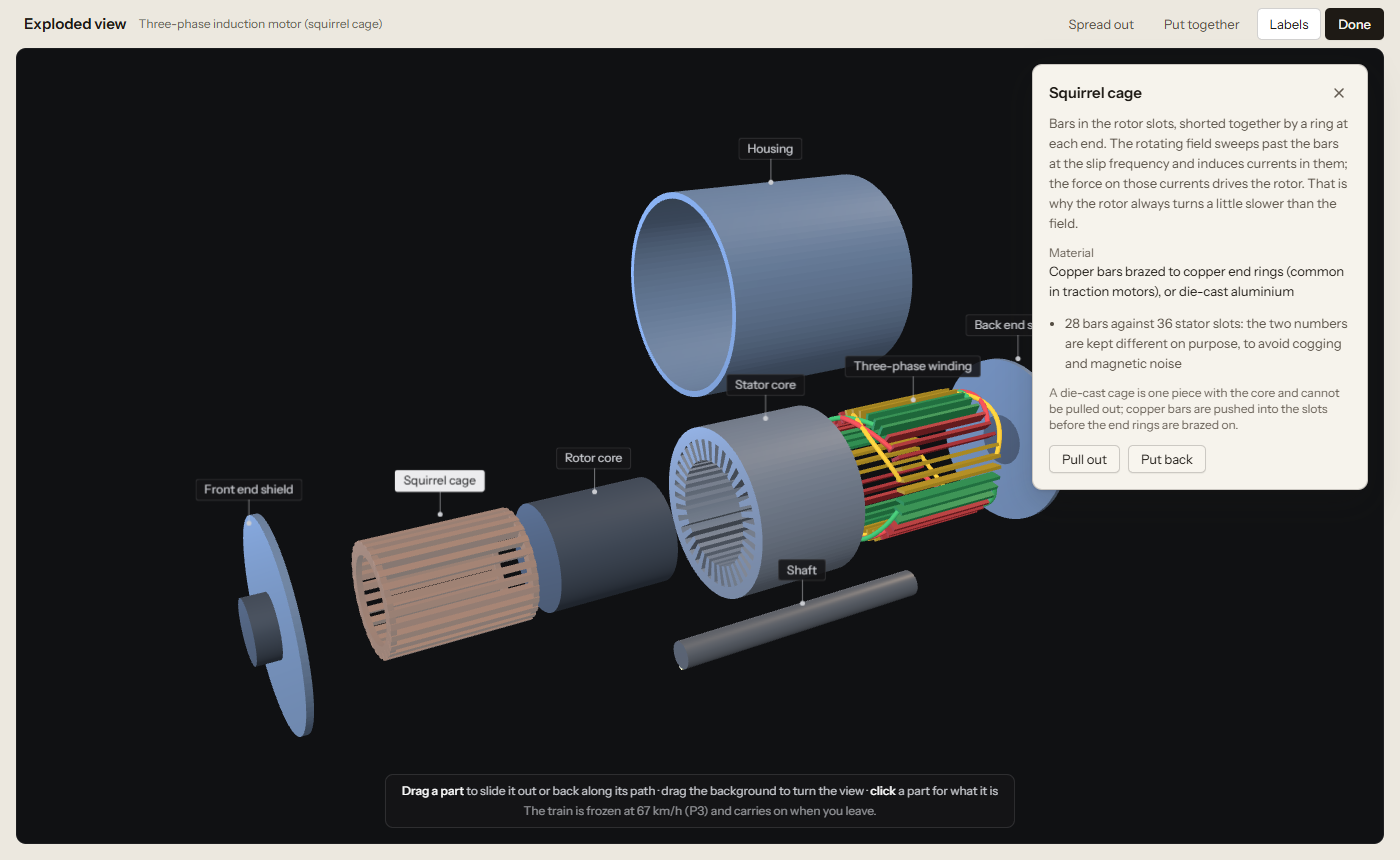 Exploded view
Three-phase induction motor (squirrel cage)
Spread out
Put together
Labels
Done
Squirrel cage
Bars in the rotor slots, shorted together by a ring at
each end. The rotating field sweeps past the bars
at the slip frequency and induces currents in them;
the force on those currents drives the rotor. That is
why the rotor always turns a little slower than the
field.
Material
Copper bars brazed to copper end rings (common
in traction motors), or die-cast aluminium
• 28 bars against 36 stator slots: the two numbers
are kept different on purpose, to avoid cogging
and magnetic noise
A die-cast cage is one piece with the core and cannot
be pulled out; copper bars are pushed into the slots
before the end rings are brazed on.
Pull out
Put back
Housing
Back end s
Three-phase winding
Stator core
Rotor core
Squirrel cage
Front end shield
Shaft
Drag a part to slide it out or back along its path · drag the background to turn the view · click a part for what it is
The train is frozen at 67 km/h (P3) and carries on when you leave.